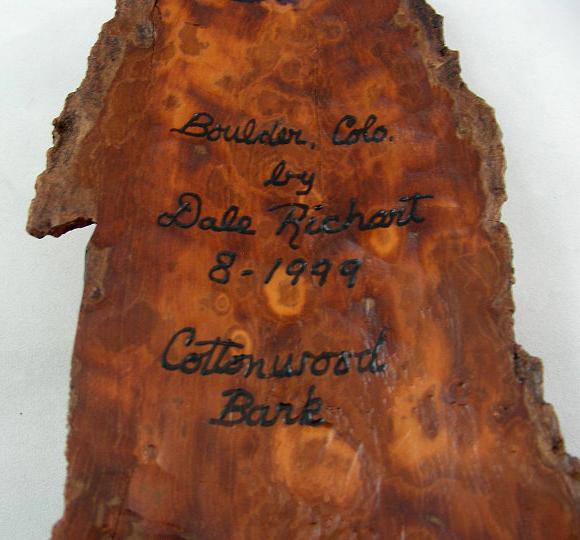 Boulder, Colo.
by
Dale Richart
8-1999
Cottonwood
Bark